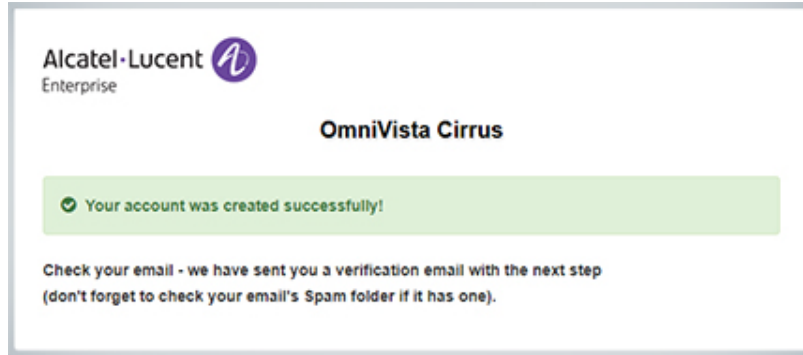 Alcatel·Lucent
Enterprise
OmniVista Cirrus
Your account was created successfully!
Check your email - we have sent you a verification email with the next step
(don't forget to check your email's Spam folder if it has one).